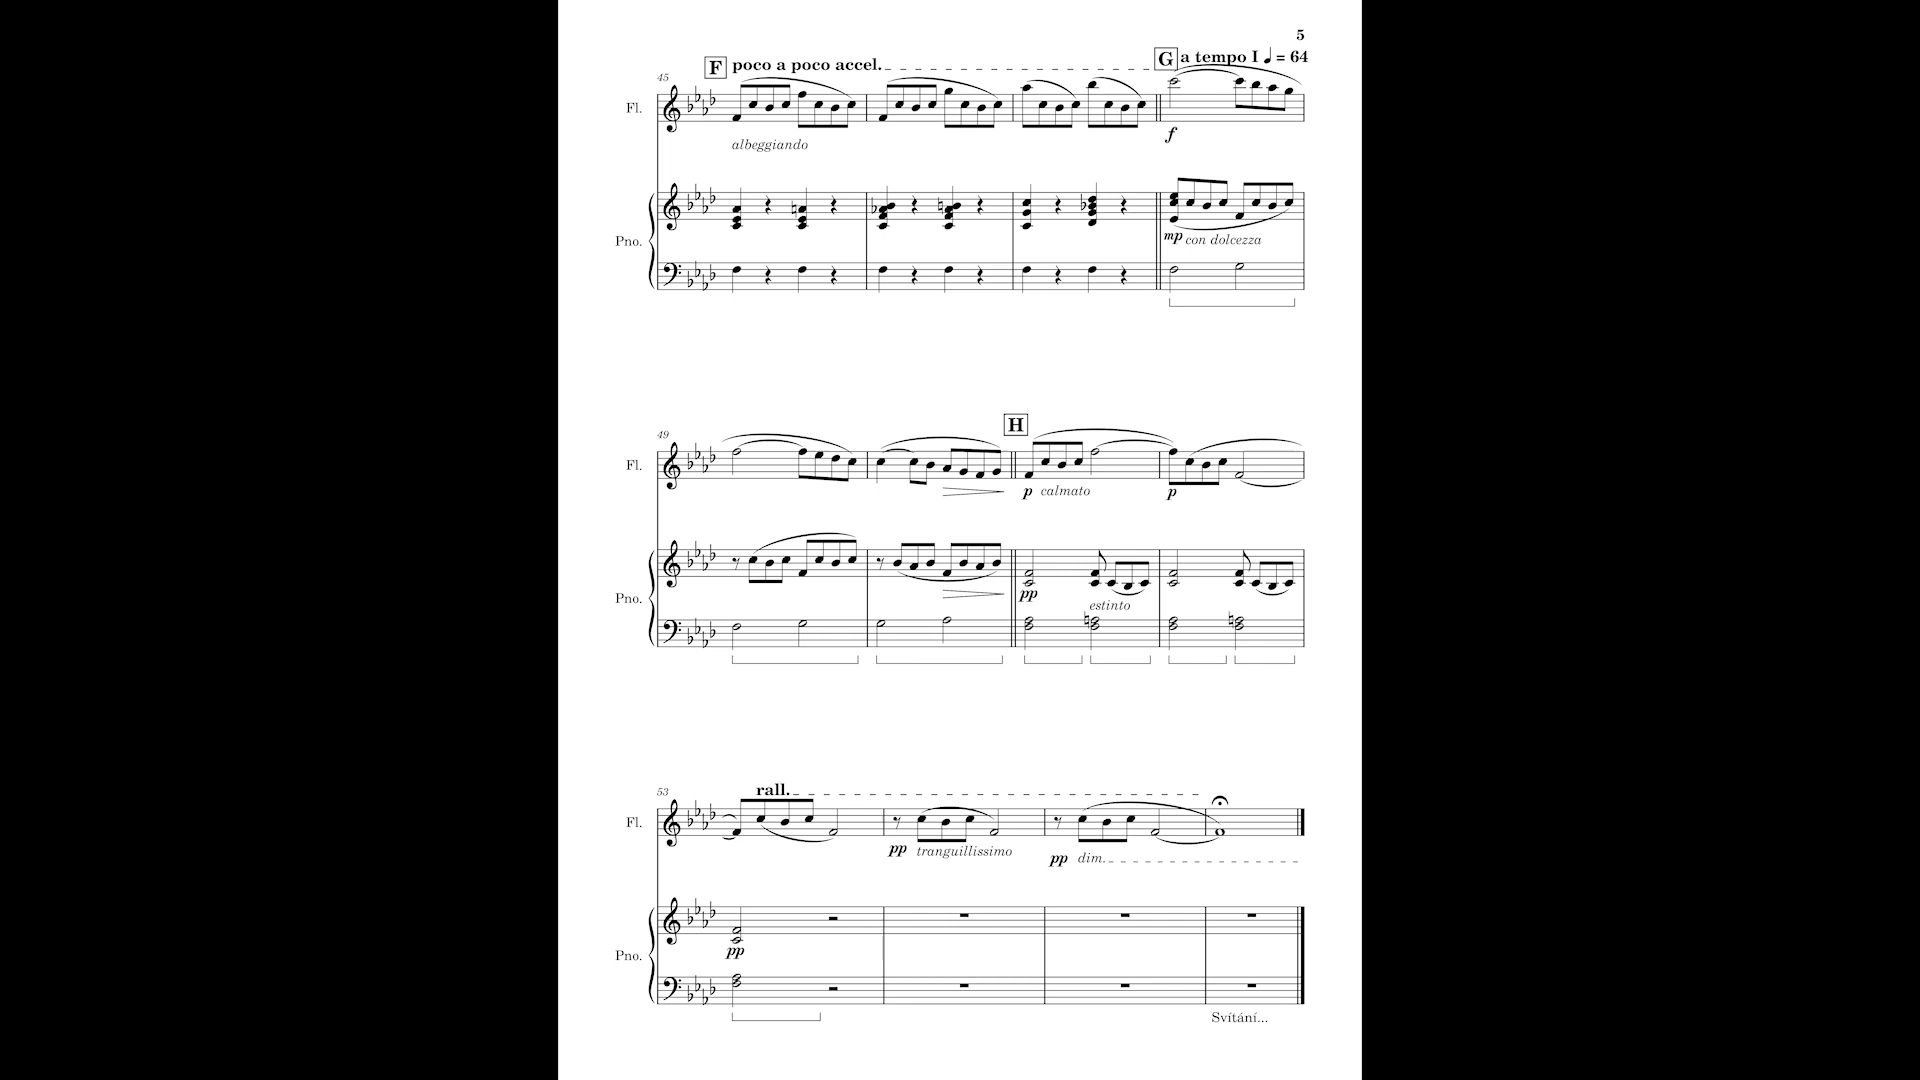 5
F poco a poco accel. G a tempo I ♩ = 64
45
Fl.
f
albeggiando
Pno.
mp con dolcezza
H
49
Fl.
p calmato p
Pno.
pp
estinto
rall.
53
Fl.
pp tranquillissimo pp dim.
Pno.
pp
Svítání...